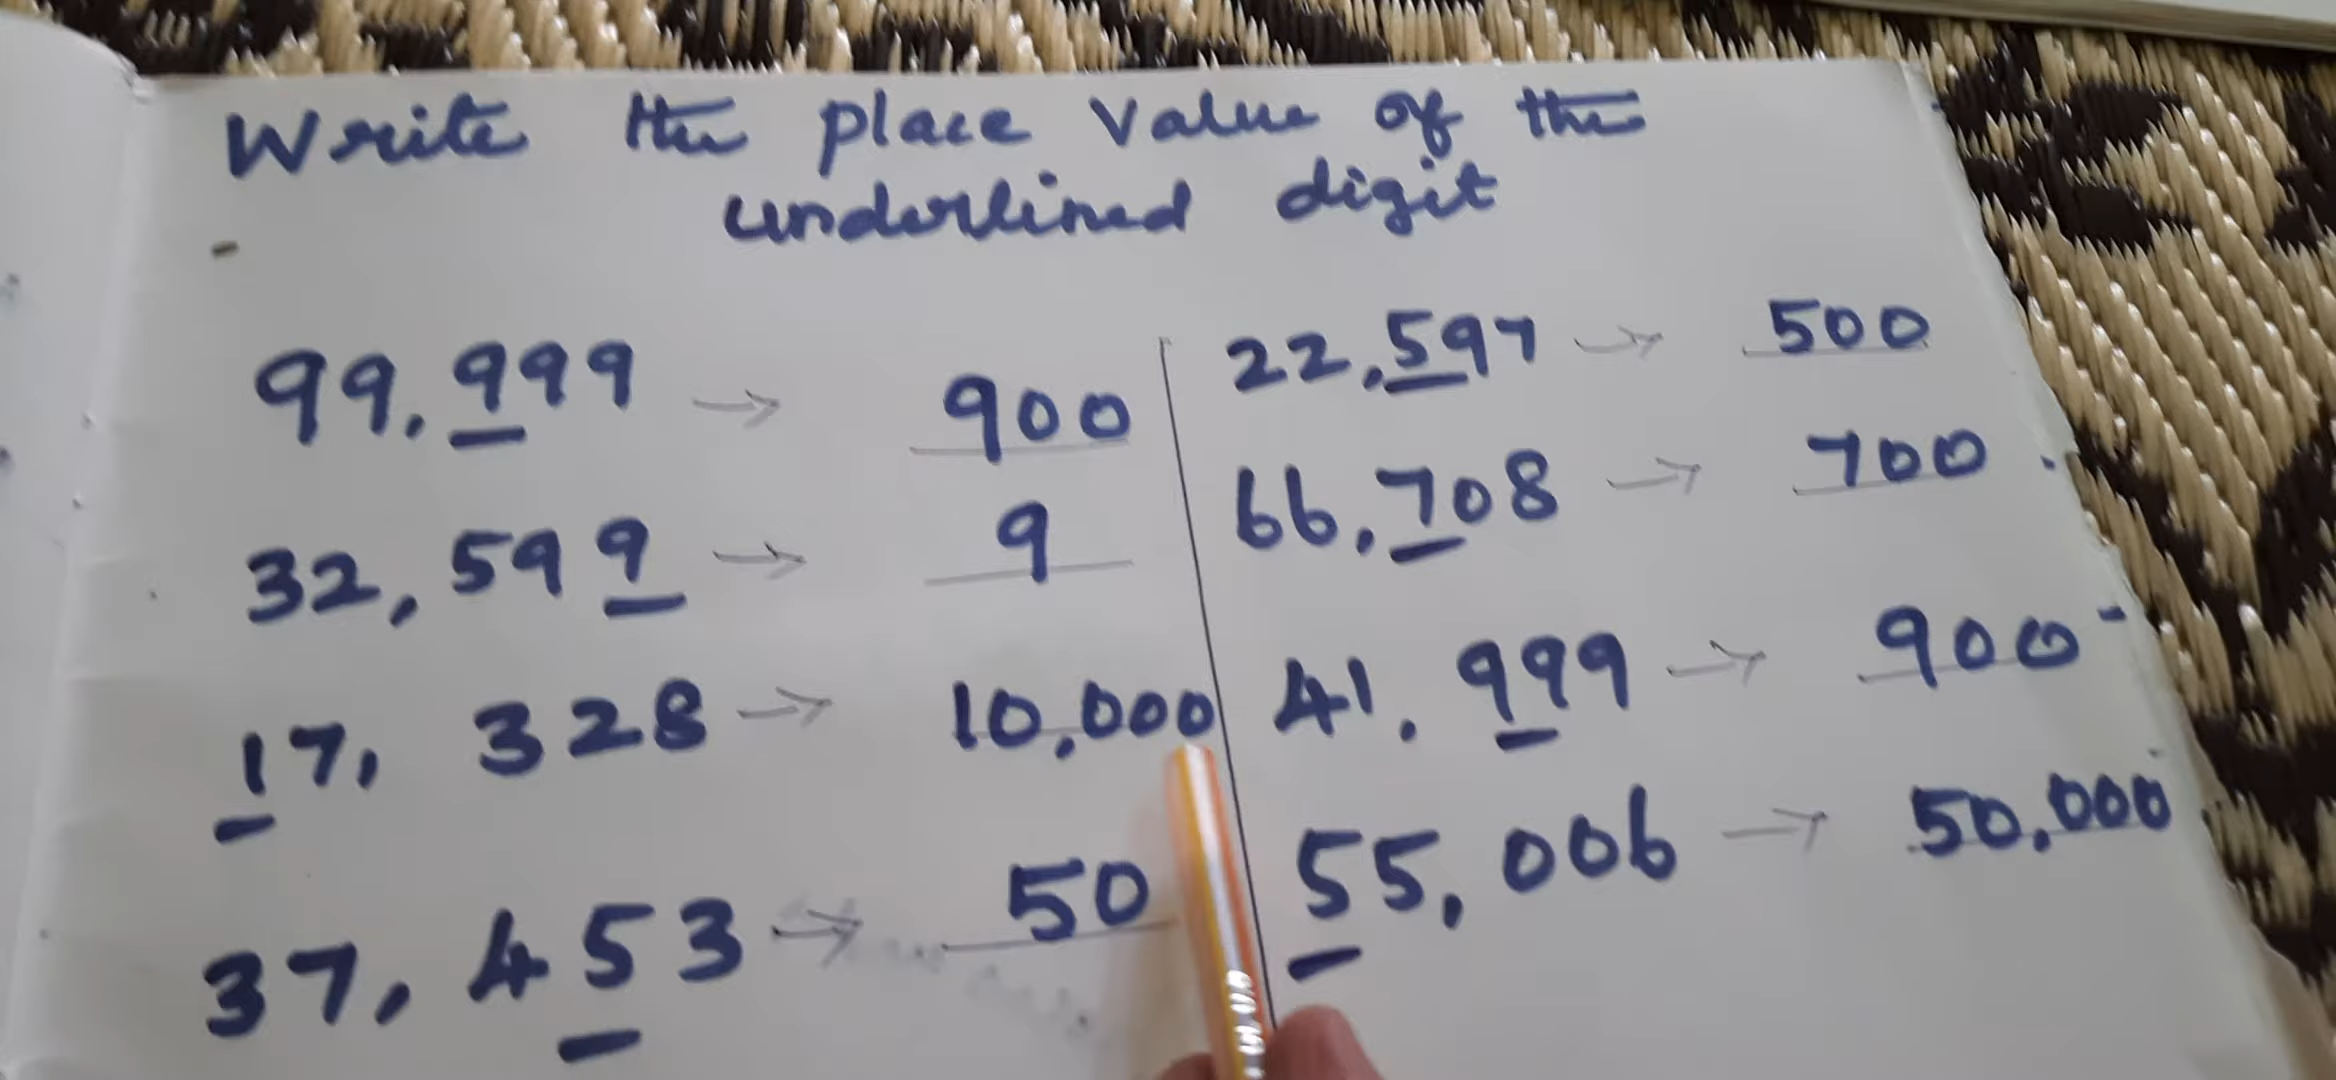 Write the place value of the
underlined digit
99,999 → 900
32,599 → 9
17, 328 → 10,000
37, 453 → 50
22,597 → 500
66,708 → 700
41, 999 → 900
55,006 → 50,000